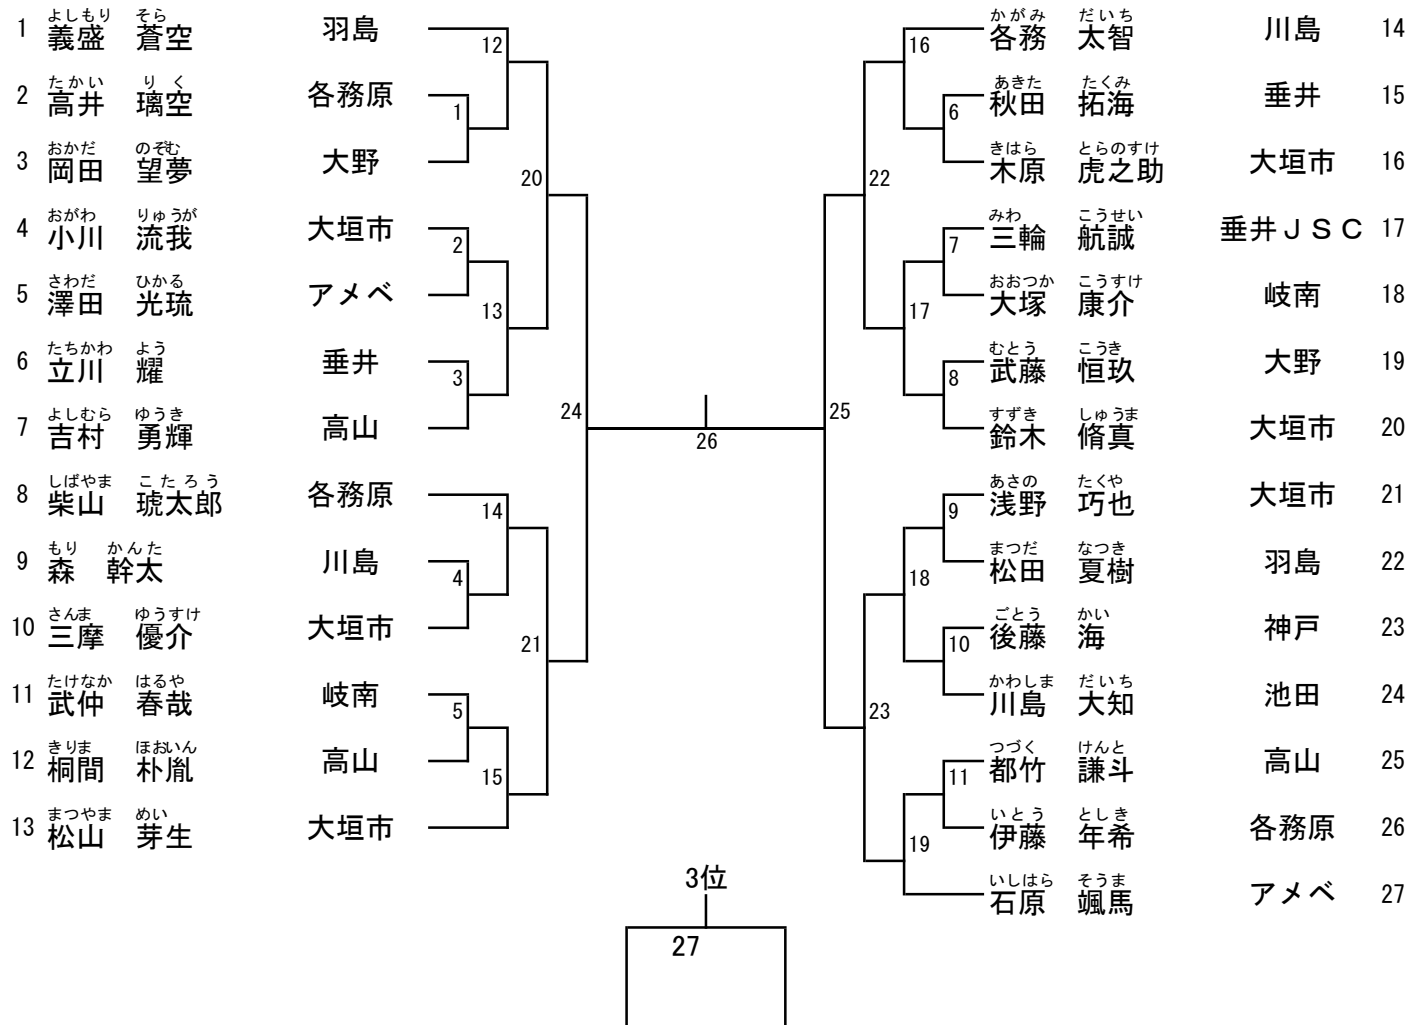 よしもり そら
1 義盛 蒼空 羽島
たかい りく
2 高井 璃空 各務原
おかだ のぞむ
3 岡田 望夢 大野
おがわ りゅうが
4 小川 流我 大垣市
さわだ ひかる
5 澤田 光琉 アメベ
たちかわ よう
6 立川 耀 垂井
よしむら ゆうき
7 吉村 勇輝 高山
しばやま こたろう
8 柴山 琥太郎 各務原
もり かんた
9 森 幹太 川島
さんま ゆうすけ
10 三摩 優介 大垣市
たけなか はるや
11 武仲 春哉 岐南
きりま ほおいん
12 桐間 朴胤 高山
まつやま めい
13 松山 芽生 大垣市
12
1
20
2
13
3
24
14
4
21
5
15
26
3位
27
16
6
22
7
17
8
25
9
18
10
23
11
19
かがみ だいち
各務 太智 川島 14
あきた たくみ
秋田 拓海 垂井 15
きはら とらのすけ
木原 虎之助 大垣市 16
みわ こうせい
三輪 航誠 垂井JSC 17
おおつか こうすけ
大塚 康介 岐南 18
むとう こうき
武藤 恒玖 大野 19
すずき しゅうま
鈴木 脩真 大垣市 20
あさの たくや
浅野 巧也 大垣市 21
まつだ なつき
松田 夏樹 羽島 22
ごとう かい
後藤 海 神戸 23
かわしま だいち
川島 大知 池田 24
つづく けんと
都竹 謙斗 高山 25
いとう としき
伊藤 年希 各務原 26
いしはら そうま
石原 颯馬 アメベ 27